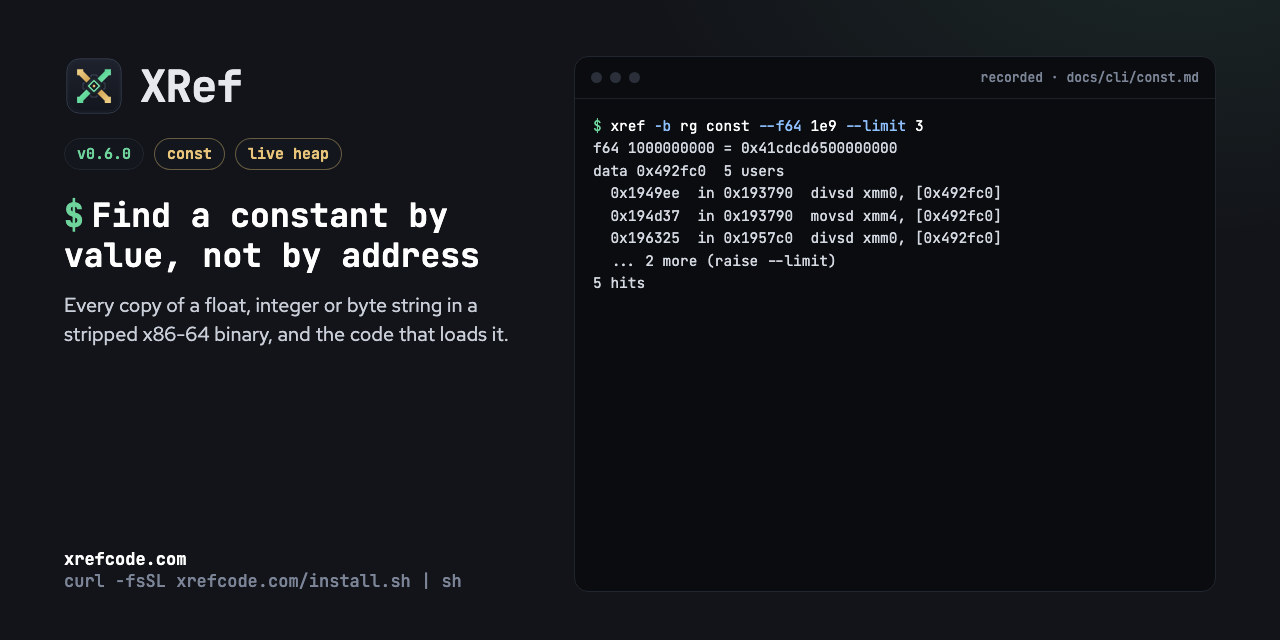 XRef
v0.6.0 const live heap
$ Find a constant by
value, not by address
Every copy of a float, integer or byte string in a
stripped x86-64 binary, and the code that loads it.
xrefcode.com
curl -fsSL xrefcode.com/install.sh | sh
recorded · docs/cli/const.md
$ xref -b rg const --f64 1e9 --limit 3
f64 1000000000 = 0x41cdcd6500000000
data 0x492fc0  5 users
  0x1949ee  in 0x193790  divsd xmm0, [0x492fc0]
  0x194d37  in 0x193790  movsd xmm4, [0x492fc0]
  0x196325  in 0x1957c0  divsd xmm0, [0x492fc0]
  ... 2 more (raise --limit)
5 hits